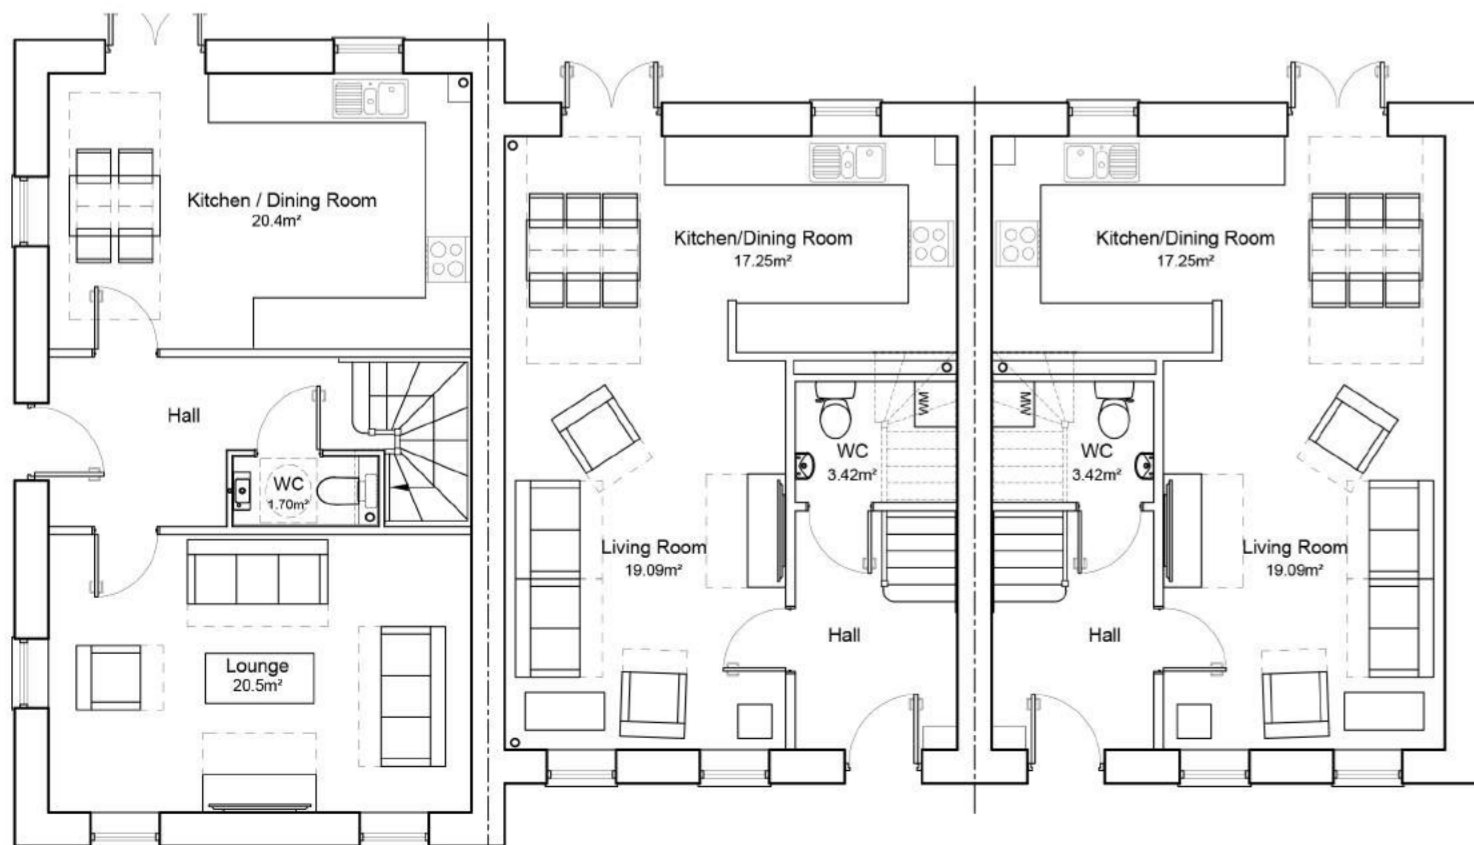 Kitchen / Dining Room
20.4m²
Hall
WC
1.70m²
Lounge
20.5m²
Kitchen/Dining Room
17.25m²
WC
3.42m²
MW
Living Room
19.09m²
Hall
Kitchen/Dining Room
17.25m²
MW
WC
3.42m²
Living Room
19.09m²
Hall